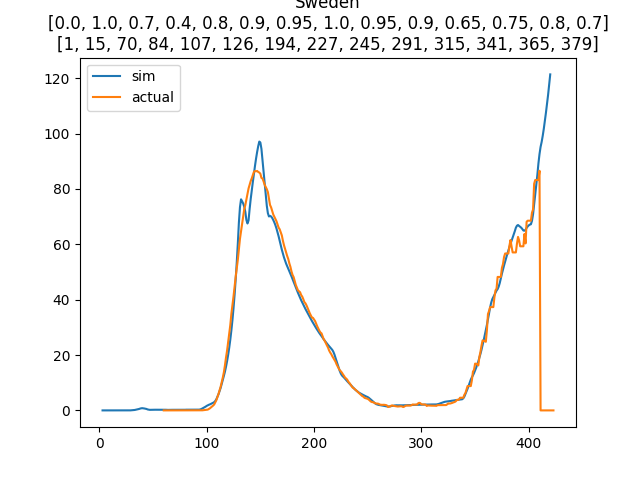 Sweden
[0.0, 1.0, 0.7, 0.4, 0.8, 0.9, 0.95, 1.0, 0.95, 0.9, 0.65, 0.75, 0.8, 0.7]
[1, 15, 70, 84, 107, 126, 194, 227, 245, 291, 315, 341, 365, 379]
sim
actual
120
100
80
60
40
20
0
0 100 200 300 400